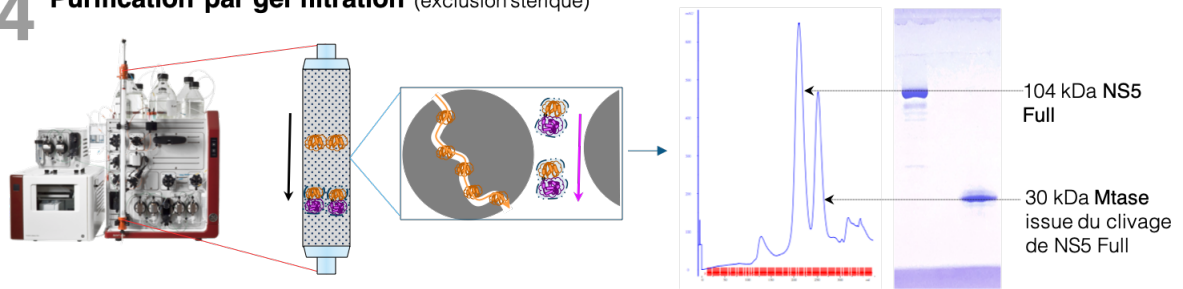 4 Purification par gel filtration (exclusion stérique)
104 kDa NS5
Full
30 kDa Mtase
issue du clivage
de NS5 Full